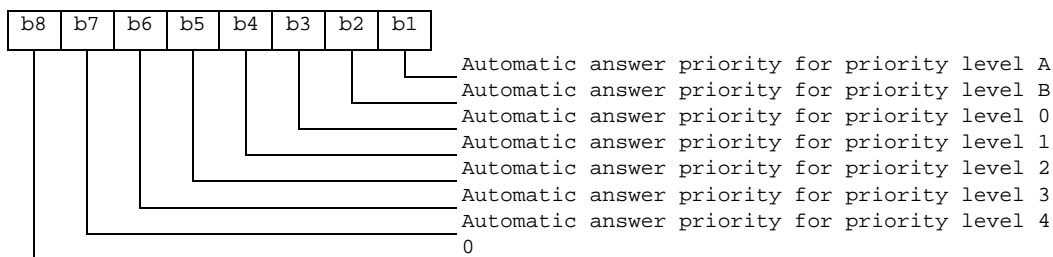 b8 b7 b6 b5 b4 b3 b2 b1
Automatic answer priority for priority level A
Automatic answer priority for priority level B
Automatic answer priority for priority level 0
Automatic answer priority for priority level 1
Automatic answer priority for priority level 2
Automatic answer priority for priority level 3
Automatic answer priority for priority level 4
0